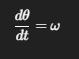 dθ/dt = ω